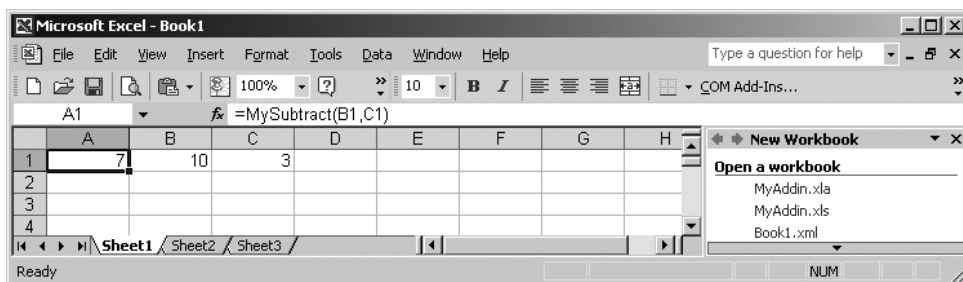 Microsoft Excel - Book1
File Edit View Insert Format Tools Data Window Help Type a question for help
100% 10 B I COM Add-Ins...
A1 fx =MySubtract(B1,C1)
A B C D E F G H
1 7 10 3
2
3
4
New Workbook
Open a workbook
MyAddin.xla
MyAddin.xls
Book1.xml
Sheet1 Sheet2 Sheet3
Ready NUM